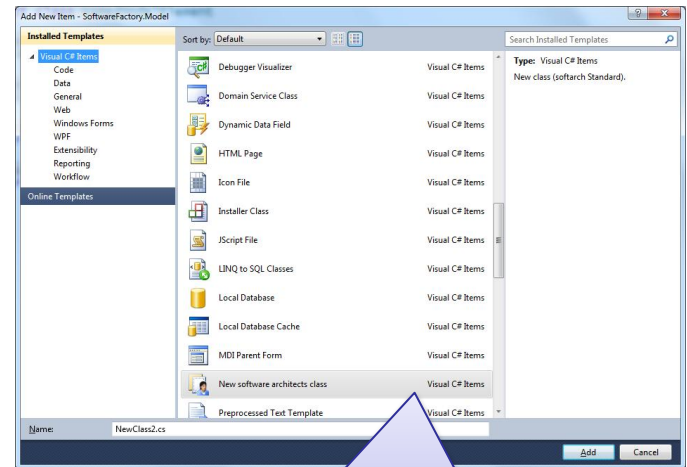 Add New Item - SoftwareFactory.Model
Installed Templates
Sort by: Default
Search Installed Templates
Visual C# Items
Code
Data
General
Web
Windows Forms
WPF
Extensibility
Reporting
Workflow
Online Templates
Debugger Visualizer Visual C# Items
Domain Service Class Visual C# Items
Dynamic Data Field Visual C# Items
HTML Page Visual C# Items
Icon File Visual C# Items
Installer Class Visual C# Items
JScript File Visual C# Items
LINQ to SQL Classes Visual C# Items
Local Database Visual C# Items
Local Database Cache Visual C# Items
MDI Parent Form Visual C# Items
New software architects class Visual C# Items
Preprocessed Text Template Visual C# Items
Type: Visual C# Items
New class (softarch Standard).
Name: NewClass2.cs
Add Cancel